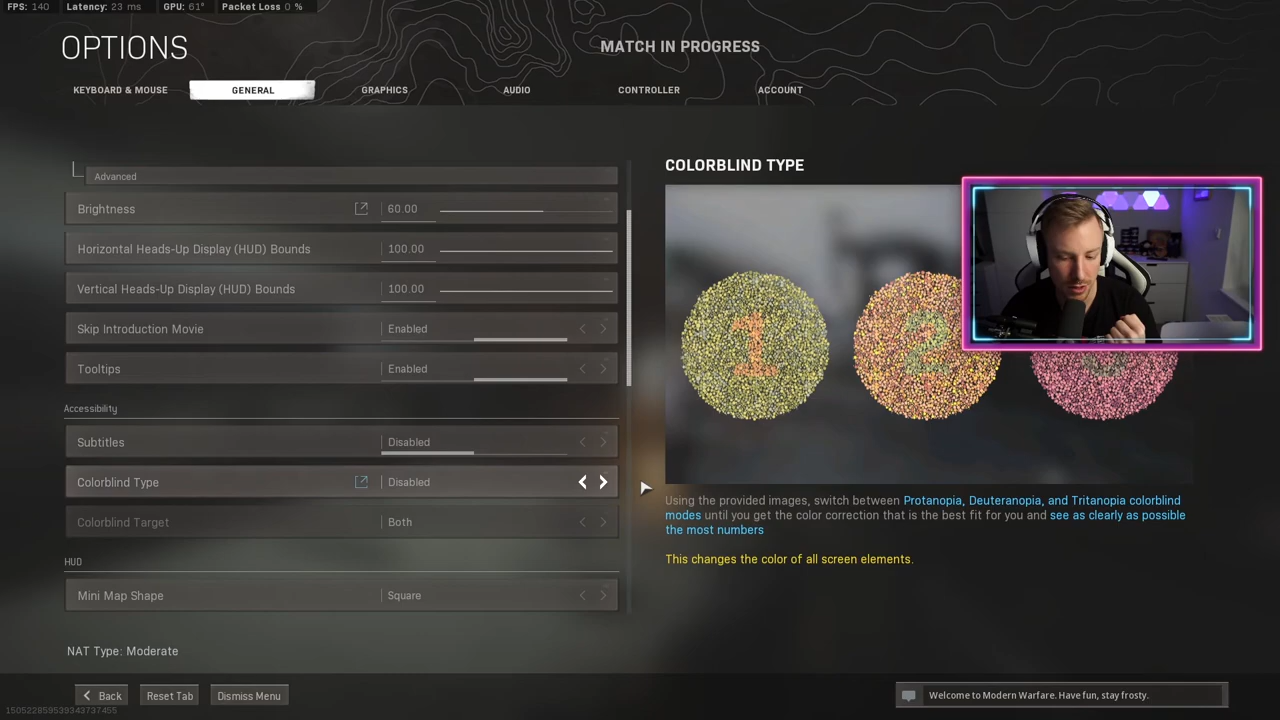 FPS: 140 Latency: 23 ms GPU: 61° Packet Loss 0 %
OPTIONS
MATCH IN PROGRESS
KEYBOARD & MOUSE GENERAL GRAPHICS AUDIO CONTROLLER ACCOUNT
Advanced
Brightness 60.00
Horizontal Heads-Up Display (HUD) Bounds 100.00
Vertical Heads-Up Display (HUD) Bounds 100.00
Skip Introduction Movie Enabled
Tooltips Enabled
Accessibility
Subtitles Disabled
Colorblind Type Disabled
Colorblind Target Both
HUD
Mini Map Shape Square
COLORBLIND TYPE
1 2
Using the provided images, switch between Protanopia, Deuteranopia, and Tritanopia colorblind
modes until you get the color correction that is the best fit for you and see as clearly as possible
the most numbers
This changes the color of all screen elements.
NAT Type: Moderate
Back Reset Tab Dismiss Menu
Welcome to Modern Warfare. Have fun, stay frosty.